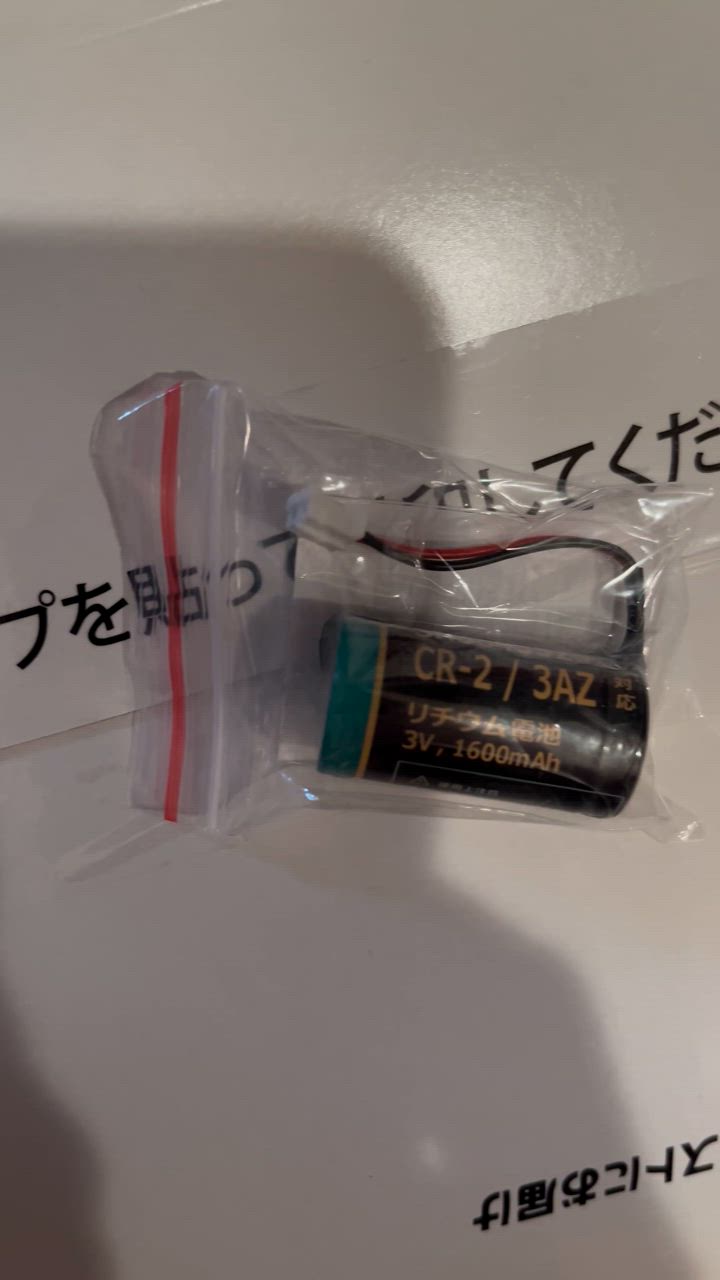 してくだ
プを貼って
CR-2 / 3AZ 対応
リチウム電池
3V, 1600mAh
ストにお届け